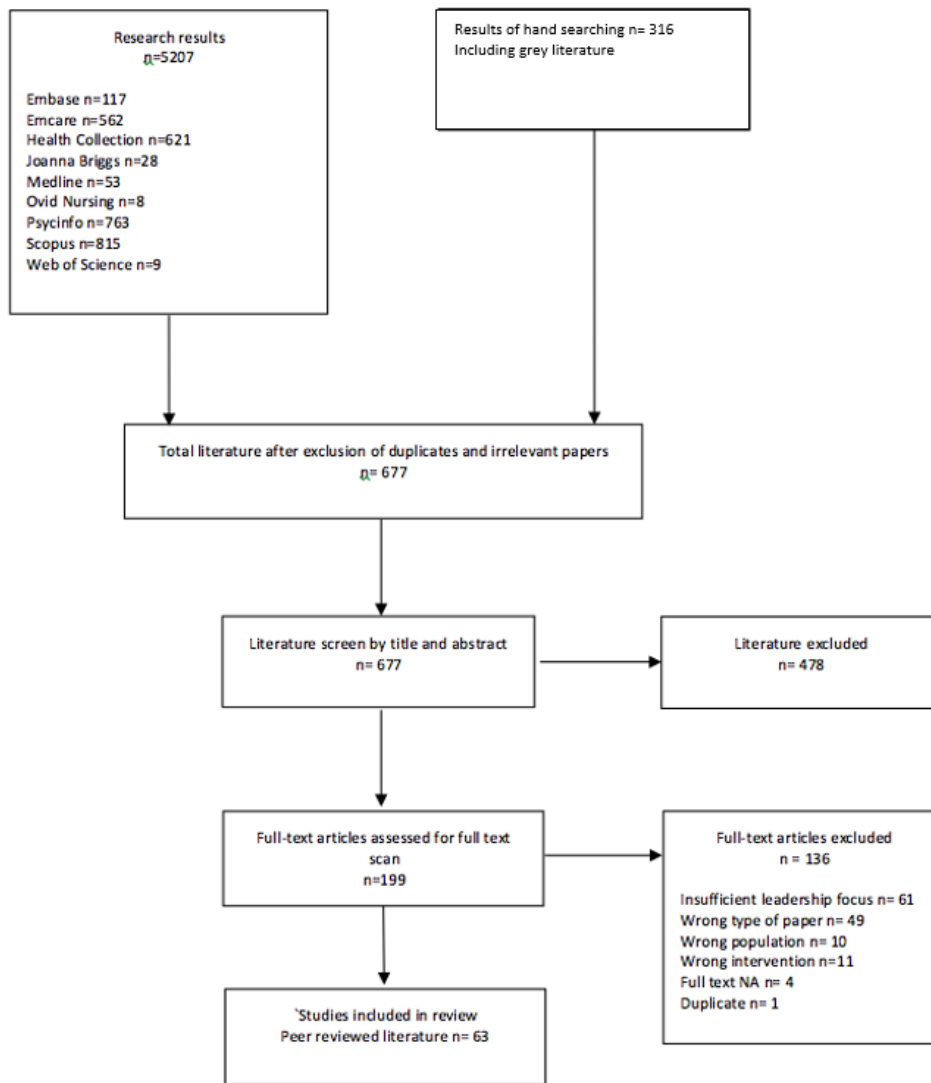 Research results
n=5207
Embase n=117
Emcare n=562
Health Collection n=621
Joanna Briggs n=28
Medline n=53
Ovid Nursing n=8
Psycinfo n=763
Scopus n=815
Web of Science n=9
Results of hand searching n= 316
Including grey literature
Total literature after exclusion of duplicates and irrelevant papers
n= 677
Literature screen by title and abstract
n= 677
Literature excluded
n= 478
Full-text articles assessed for full text
scan
n=199
Full-text articles excluded
n = 136
Insufficient leadership focus n= 61
Wrong type of paper n= 49
Wrong population n= 10
Wrong intervention n=11
Full text NA n= 4
Duplicate n= 1
`Studies included in review
Peer reviewed literature n= 63